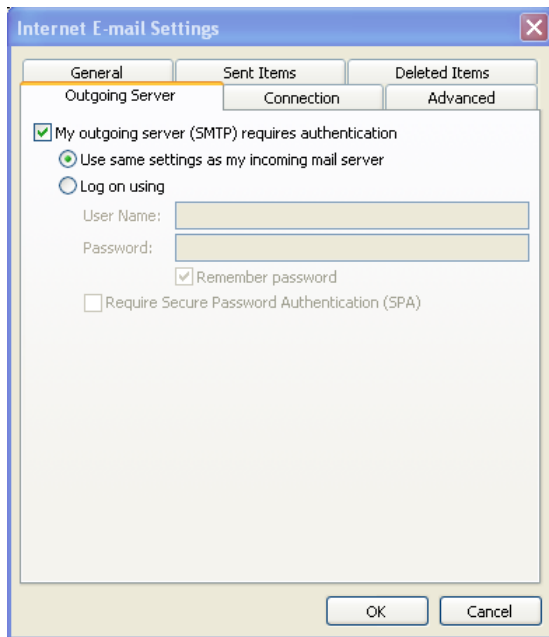 Internet E-mail Settings
General Sent Items Deleted Items
Outgoing Server Connection Advanced
My outgoing server (SMTP) requires authentication
Use same settings as my incoming mail server
Log on using
User Name:
Password:
Remember password
Require Secure Password Authentication (SPA)
OK Cancel